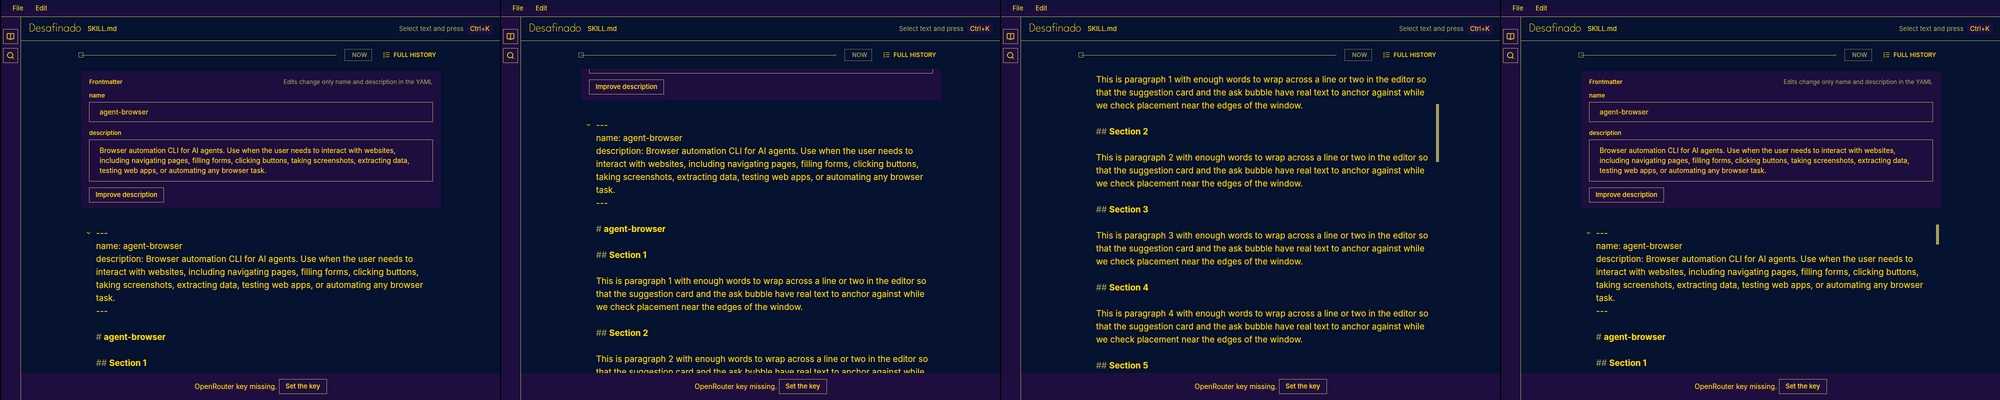 File Edit
Desafinado SKILL.md Select text and press Ctrl+K
NOW FULL HISTORY
Frontmatter Edits change only name and description in the YAML
name
agent-browser
description
Browser automation CLI for AI agents. Use when the user needs to interact with websites,
including navigating pages, filling forms, clicking buttons, taking screenshots, extracting data,
testing web apps, or automating any browser task.
Improve description
---
name: agent-browser
description: Browser automation CLI for AI agents. Use when the user needs to
interact with websites, including navigating pages, filling forms, clicking buttons,
taking screenshots, extracting data, testing web apps, or automating any browser
task.
---
# agent-browser
## Section 1
OpenRouter key missing. Set the key
File Edit
Desafinado SKILL.md Select text and press Ctrl+K
NOW FULL HISTORY
Improve description
---
name: agent-browser
description: Browser automation CLI for AI agents. Use when the user needs to
interact with websites, including navigating pages, filling forms, clicking buttons,
taking screenshots, extracting data, testing web apps, or automating any browser
task.
---
# agent-browser
## Section 1
This is paragraph 1 with enough words to wrap across a line or two in the editor so
that the suggestion card and the ask bubble have real text to anchor against while
we check placement near the edges of the window.
## Section 2
This is paragraph 2 with enough words to wrap across a line or two in the editor so
that the suggestion card and the ask bubble have real text to anchor against while
OpenRouter key missing. Set the key
File Edit
Desafinado SKILL.md Select text and press Ctrl+K
NOW FULL HISTORY
This is paragraph 1 with enough words to wrap across a line or two in the editor so
that the suggestion card and the ask bubble have real text to anchor against while
we check placement near the edges of the window.
## Section 2
This is paragraph 2 with enough words to wrap across a line or two in the editor so
that the suggestion card and the ask bubble have real text to anchor against while
we check placement near the edges of the window.
## Section 3
This is paragraph 3 with enough words to wrap across a line or two in the editor so
that the suggestion card and the ask bubble have real text to anchor against while
we check placement near the edges of the window.
## Section 4
This is paragraph 4 with enough words to wrap across a line or two in the editor so
that the suggestion card and the ask bubble have real text to anchor against while
we check placement near the edges of the window.
## Section 5
OpenRouter key missing. Set the key
File Edit
Desafinado SKILL.md Select text and press Ctrl+K
NOW FULL HISTORY
Frontmatter Edits change only name and description in the YAML
name
agent-browser
description
Browser automation CLI for AI agents. Use when the user needs to interact with websites,
including navigating pages, filling forms, clicking buttons, taking screenshots, extracting data,
testing web apps, or automating any browser task.
Improve description
---
name: agent-browser
description: Browser automation CLI for AI agents. Use when the user needs to
interact with websites, including navigating pages, filling forms, clicking buttons,
taking screenshots, extracting data, testing web apps, or automating any browser
task.
---
# agent-browser
## Section 1
OpenRouter key missing. Set the key